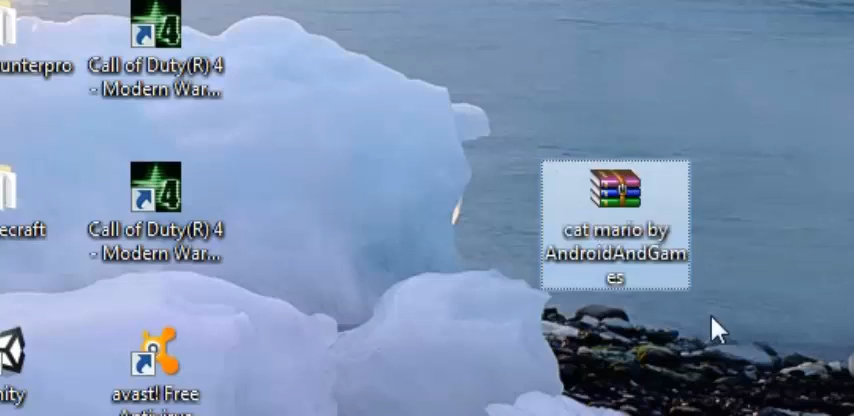 unterpro
Call of Duty(R) 4
- Modern War...
ecraft
Call of Duty(R) 4
- Modern War...
cat mario by
AndroidAndGam
es
nity
avast! Free
Antivirus